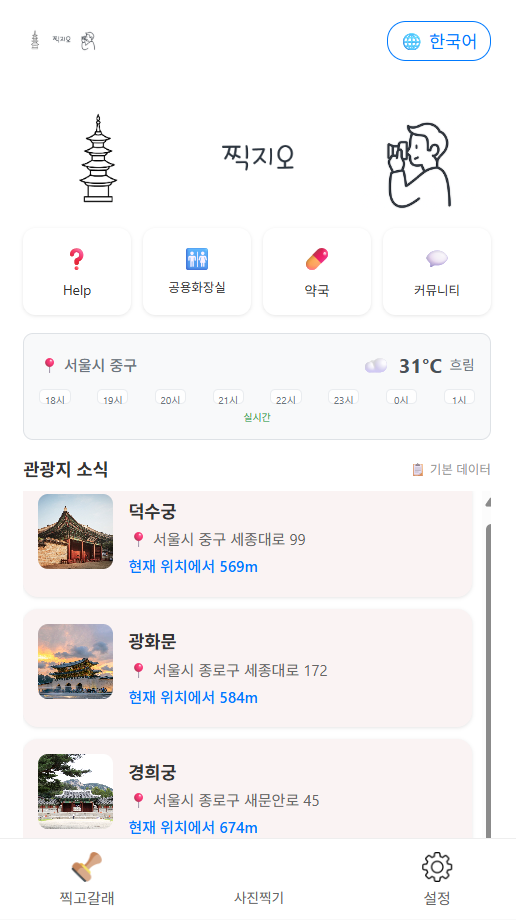 찍지오
한국어
찍지오
Help
공용화장실
약국
커뮤니티
서울시 중구
31°C 흐림
18시 19시 20시 21시 22시 23시 0시 1시
실시간
관광지 소식
기본 데이터
덕수궁
서울시 중구 세종대로 99
현재 위치에서 569m
광화문
서울시 종로구 세종대로 172
현재 위치에서 584m
경희궁
서울시 종로구 새문안로 45
현재 위치에서 674m
찍고갈래
사진찍기
설정